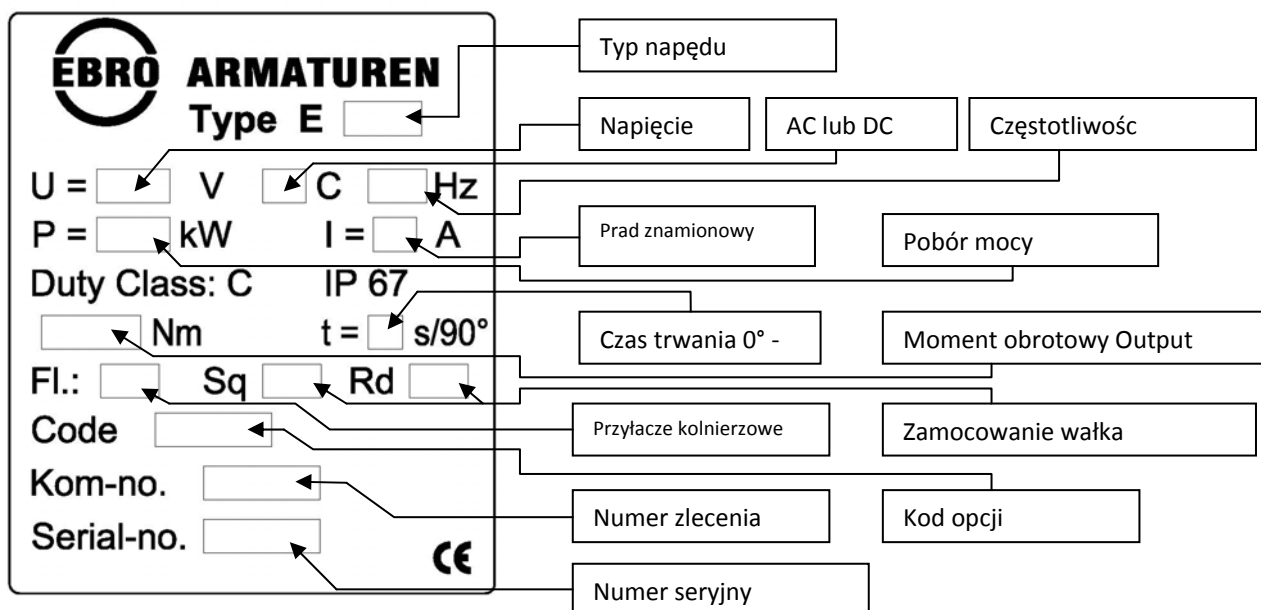 EBRO ARMATUREN
Type E
U = V C Hz
P = kW I = A
Duty Class: C IP 67
Nm t = s/90°
Fl.: Sq Rd
Code
Kom-no.
Serial-no. CE
Typ napędu
Napięcie AC lub DC Częstotliwośc
Prad znamionowy Pobór mocy
Czas trwania 0° - Moment obrotowy Output
Przyłacze kolnierzowe Zamocowanie wałka
Numer zlecenia Kod opcji
Numer seryjny